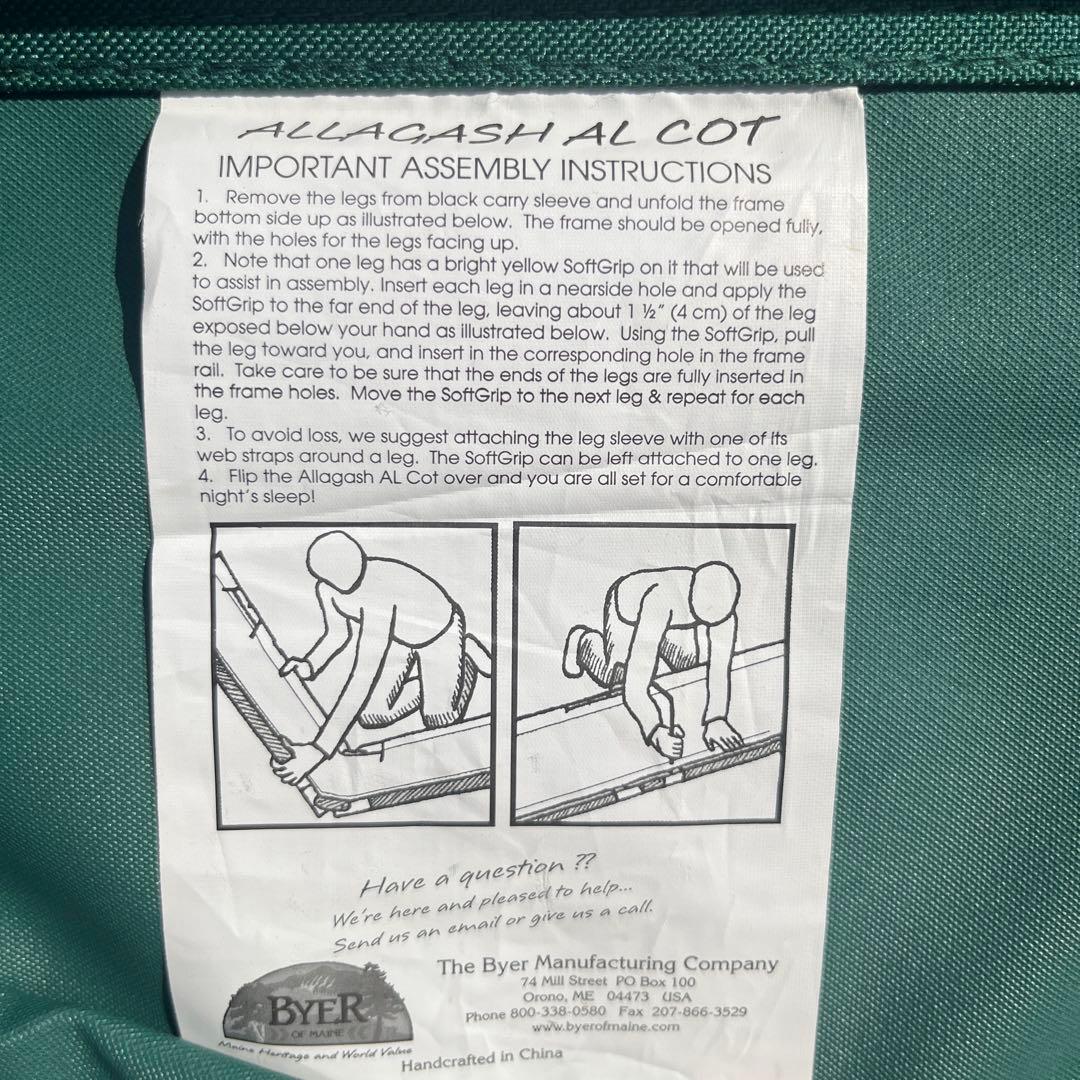 ALLAGASH AL COT
IMPORTANT ASSEMBLY INSTRUCTIONS
1. Remove the legs from black carry sleeve and unfold the frame
bottom side up as illustrated below. The frame should be opened fully,
with the holes for the legs facing up.
2. Note that one leg has a bright yellow SoftGrip on it that will be used
to assist in assembly. Insert each leg in a nearside hole and apply the
SoftGrip to the far end of the leg, leaving about 1 ½" (4 cm) of the leg
exposed below your hand as illustrated below. Using the SoftGrip, pull
the leg toward you, and insert in the corresponding hole in the frame
rail. Take care to be sure that the ends of the legs are fully inserted in
the frame holes. Move the SoftGrip to the next leg & repeat for each
leg.
3. To avoid loss, we suggest attaching the leg sleeve with one of its
web straps around a leg. The SoftGrip can be left attached to one leg.
4. Flip the Allagash AL Cot over and you are all set for a comfortable
night's sleep!
Have a question ??
We're here and pleased to help...
Send us an email or give us a call.
The Byer Manufacturing Company
74 Mill Street PO Box 100
Orono, ME 04473 USA
Phone 800-338-0580 Fax 207-866-3529
www.byerofmaine.com
BYER
OF MAINE
Maine Heritage and World Value
Handcrafted in China